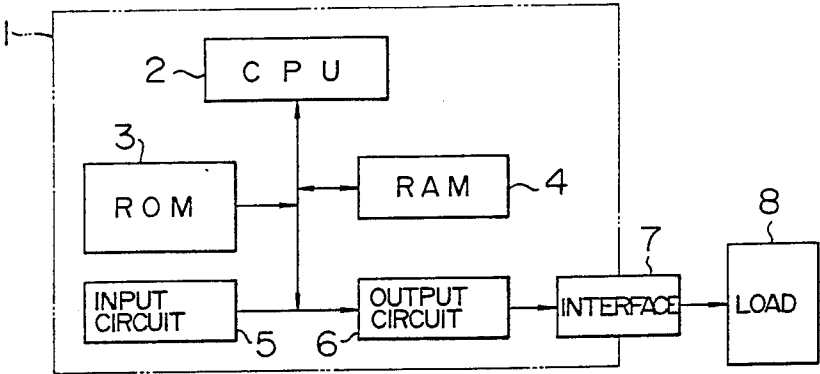 1
2 CPU
3
ROM
RAM 4
INPUT
CIRCUIT 5
OUTPUT
CIRCUIT
6
7
INTERFACE
8
LOAD